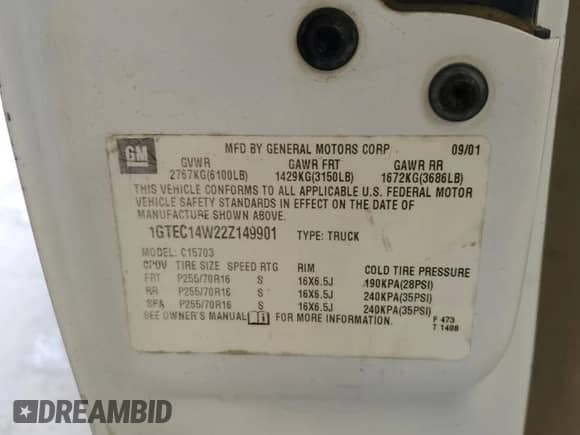 GM
MFD BY GENERAL MOTORS CORP 09/01
GVWR GAWR FRT GAWR RR
2767KG(6100LB) 1429KG(3150LB) 1672KG(3686LB)
THIS VEHICLE CONFORMS TO ALL APPLICABLE U.S. FEDERAL MOTOR
VEHICLE SAFETY STANDARDS IN EFFECT ON THE DATE OF
MANUFACTURE SHOWN ABOVE.
1GTEC14W22Z149901 TYPE: TRUCK
MODEL: C15703
TIRE SIZE SPEED RTG RIM COLD TIRE PRESSURE
FRT P255/70R16 S 16X6.5J 190KPA(28PSI)
RR P255/70R16 S 16X6.5J 240KPA(35PSI)
SPA P255/70R16 S 16X6.5J 240KPA(35PSI)
SEE OWNER'S MANUAL FOR MORE INFORMATION.
F 473
T 1488
DREAMBID